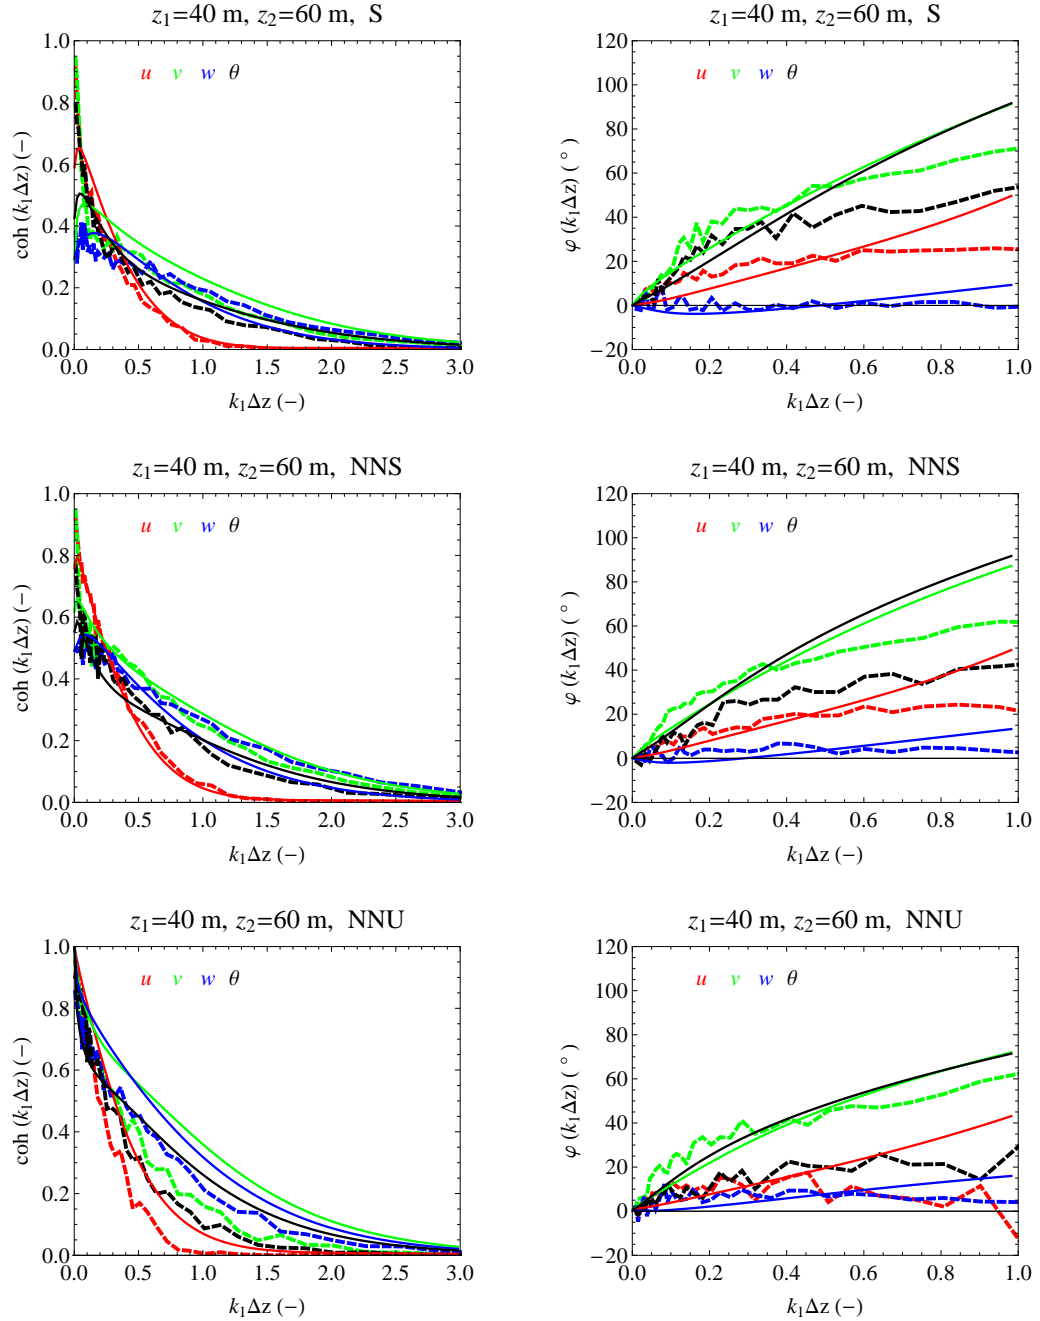 z₁=40 m, z₂=60 m, S
coh (k₁Δz) (−)
1.0
0.8
0.6
0.4
0.2
0.0
u v w θ
0.0 0.5 1.0 1.5 2.0 2.5 3.0
k₁Δz (−)
z₁=40 m, z₂=60 m, S
φ (k₁Δz) (°)
120
100
80
60
40
20
0
−20
u v w θ
0.0 0.2 0.4 0.6 0.8 1.0
k₁Δz (−)
z₁=40 m, z₂=60 m, NNS
coh (k₁Δz) (−)
1.0
0.8
0.6
0.4
0.2
0.0
u v w θ
0.0 0.5 1.0 1.5 2.0 2.5 3.0
k₁Δz (−)
z₁=40 m, z₂=60 m, NNS
φ (k₁Δz) (°)
120
100
80
60
40
20
0
−20
u v w θ
0.0 0.2 0.4 0.6 0.8 1.0
k₁Δz (−)
z₁=40 m, z₂=60 m, NNU
coh (k₁Δz) (−)
1.0
0.8
0.6
0.4
0.2
0.0
u v w θ
0.0 0.5 1.0 1.5 2.0 2.5 3.0
k₁Δz (−)
z₁=40 m, z₂=60 m, NNU
φ (k₁Δz) (°)
120
100
80
60
40
20
0
−20
u v w θ
0.0 0.2 0.4 0.6 0.8 1.0
k₁Δz (−)